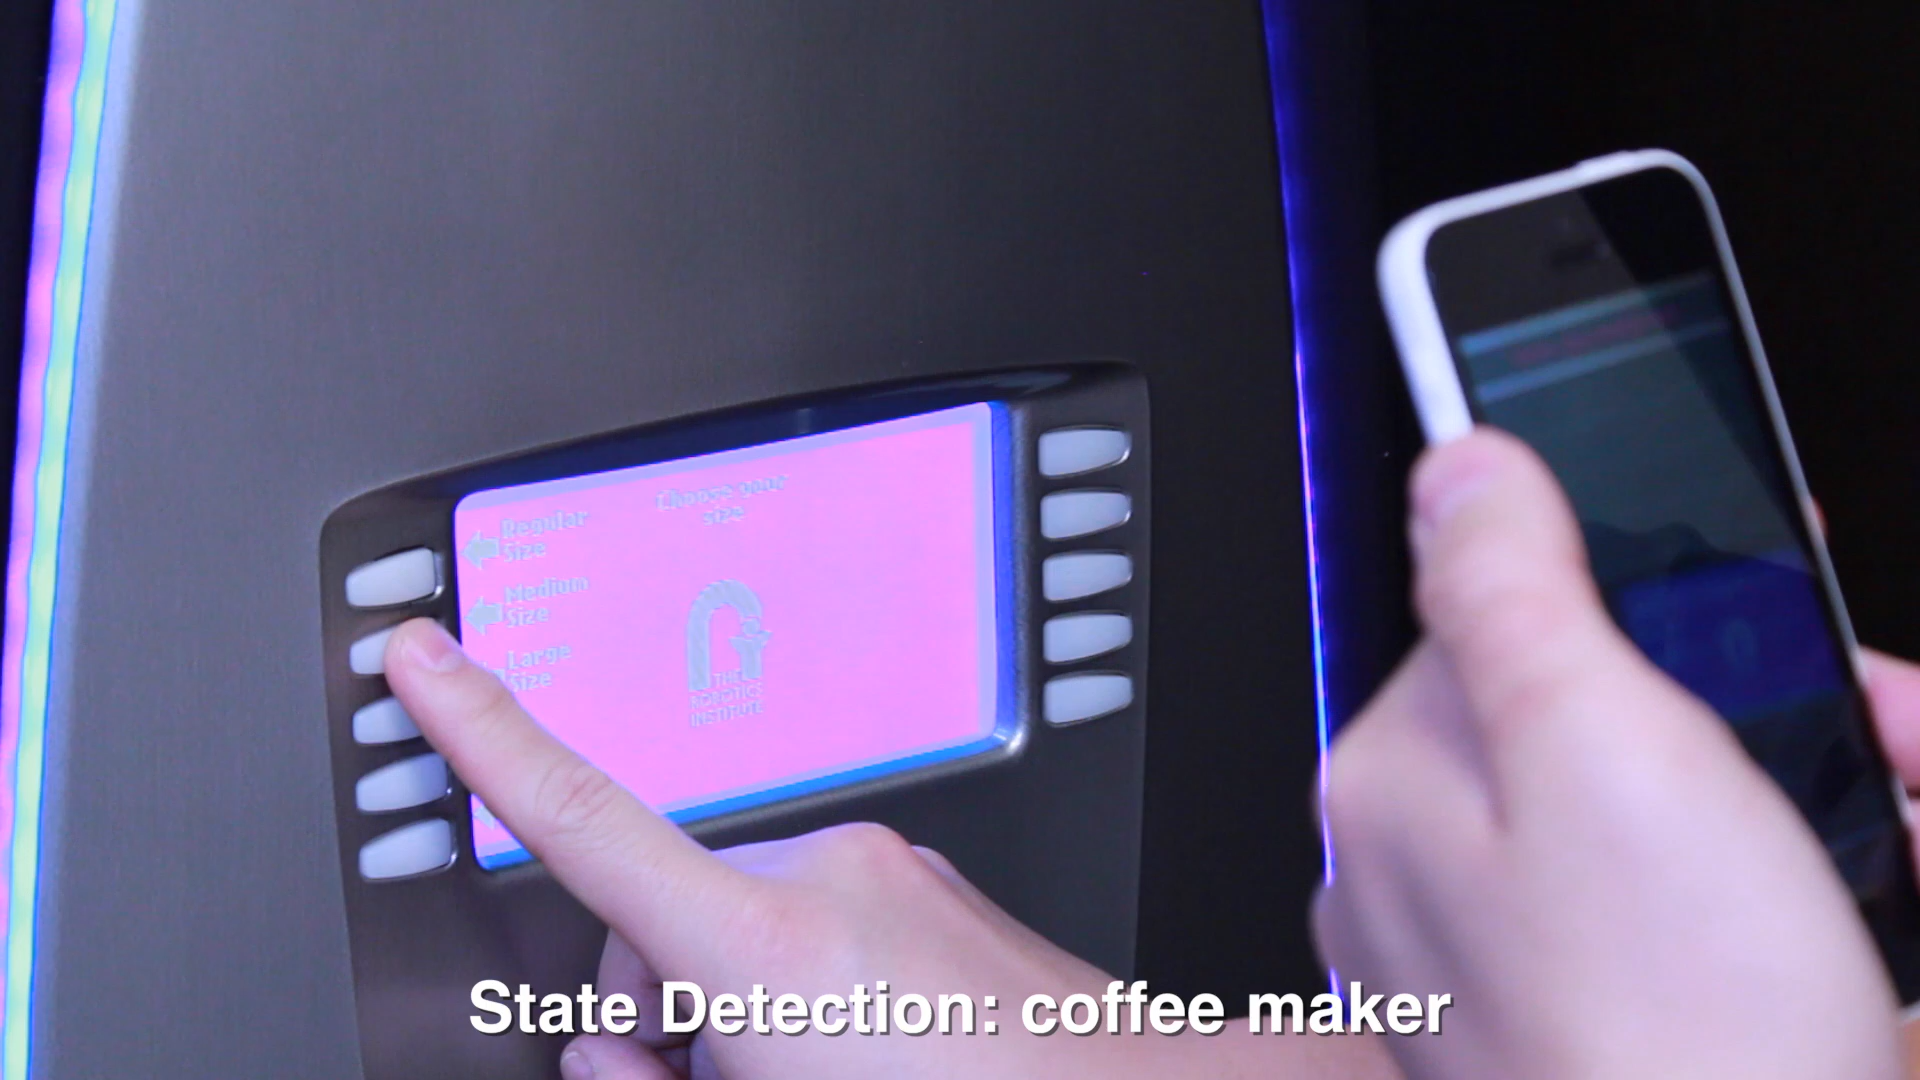 Choose your
size
Regular
Size
Medium
Size
Large
Size
THE
ROBOTICS
INSTITUTE
State Detection: coffee maker